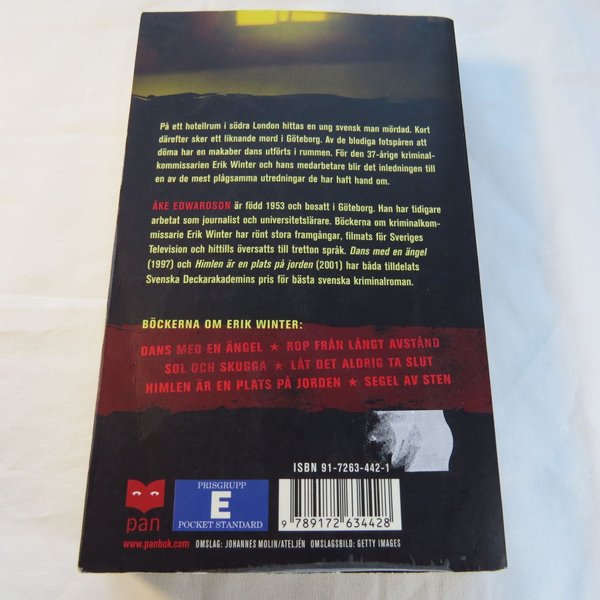 På ett hotellrum i södra London hittas en ung svensk man mördad. Kort
därefter sker ett liknande mord i Göteborg. Av de blodiga fotspåren att
döma har en makaber dans utförts i rummen. För den 37-årige kriminal-
kommissarien Erik Winter och hans medarbetare blir det inledningen till
en av de mest plågsamma utredningar de har haft hand om.
ÅKE EDWARDSON är född 1953 och bosatt i Göteborg. Han har tidigare
arbetat som journalist och universitetslärare. Böckerna om kriminalkom-
missarie Erik Winter har rönt stora framgångar, filmats för Sveriges
Television och hittills översatts till tretton språk. Dans med en ängel
(1997) och Himlen är en plats på jorden (2001) har båda tilldelats
Svenska Deckarakademins pris för bästa svenska kriminalroman.
BÖCKERNA OM ERIK WINTER:
DANS MED EN ÄNGEL ★ ROP FRÅN LÅNGT AVSTÅND
SOL OCH SKUGGA ★ LÅT DET ALDRIG TA SLUT
HIMLEN ÄR EN PLATS PÅ JORDEN ★ SEGEL AV STEN
ISBN 91-7263-442-1
pan
PRISGRUPP
E
POCKET STANDARD
9 789172 634428
www.panbok.com OMSLAG: JOHANNES MOLIN/ATELJÉN OMSLAGSBILD: GETTY IMAGES